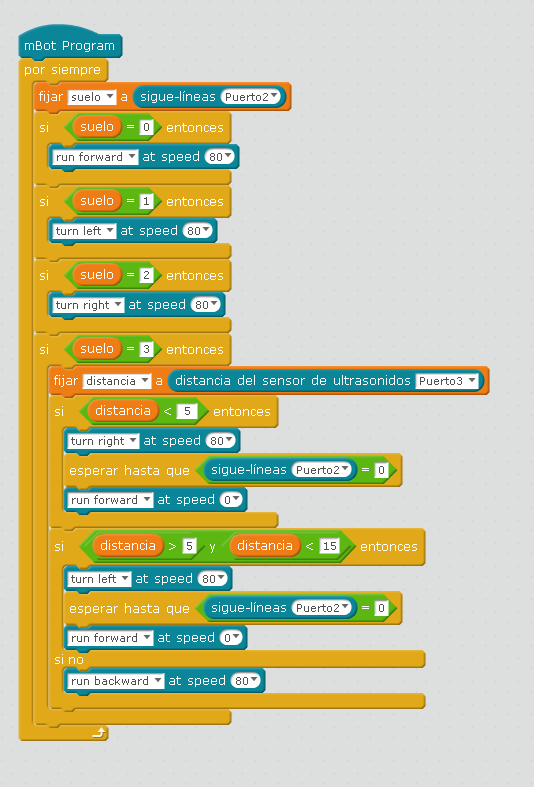 mBot Program
por siempre
fijar suelo a sigue-líneas Puerto2
si suelo = 0 entonces
run forward at speed 80
si suelo = 1 entonces
turn left at speed 80
si suelo = 2 entonces
turn right at speed 80
si suelo = 3 entonces
fijar distancia a distancia del sensor de ultrasonidos Puerto3
si distancia < 5 entonces
turn right at speed 80
esperar hasta que sigue-líneas Puerto2 = 0
run forward at speed 0
si distancia > 5 y distancia < 15 entonces
turn left at speed 80
esperar hasta que sigue-líneas Puerto2 = 0
run forward at speed 0
si no
run backward at speed 80